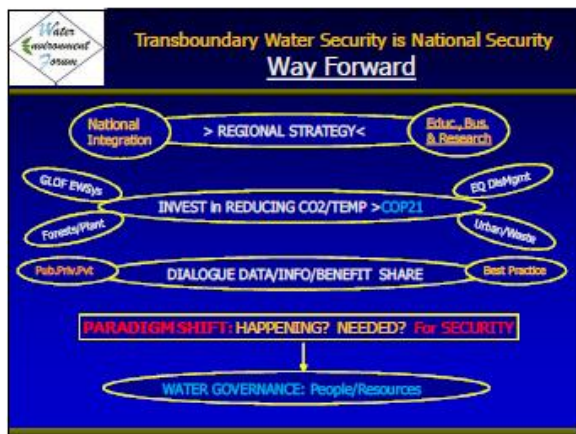 Water
Environment
Forum
Transboundary Water Security is National Security
Way Forward
National
Integration
> REGIONAL STRATEGY<
Educ., Bus.
& Research
GLOF EWSys
EQ DisMgmt
INVEST in REDUCING CO2/TEMP >COP21
Forests/Plant
Urban/Waste
Pub.Priv.Pvt
DIALOGUE DATA/INFO/BENEFIT SHARE
Best Practice
PARADIGM SHIFT: HAPPENING? NEEDED? For SECURITY
WATER GOVERNANCE: People/Resources